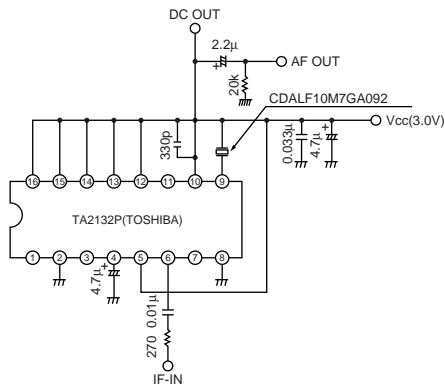 DC OUT
2.2μ
+
AF OUT
20k
CDALF10M7GA092
Vcc(3.0V)
330p
0.033μ
4.7μ
+
16 15 14 13 12 11 10 9
TA2132P(TOSHIBA)
1 2 3 4 5 6 7 8
4.7μ
+
0.01μ
270
IF-IN